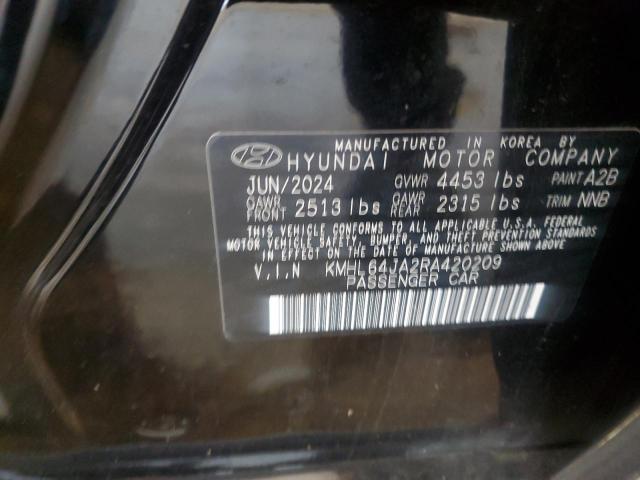 MANUFACTURED IN KOREA BY
HYUNDAI MOTOR COMPANY
JUN/2024 GVWR 4453 lbs PAINT A2B
GAWR FRONT 2513 lbs GAWR REAR 2315 lbs TRIM NNB
THIS VEHICLE CONFORMS TO ALL APPLICABLE U.S.A. FEDERAL
MOTOR VEHICLE SAFETY, BUMPER, AND THEFT PREVENTION STANDARDS
IN EFFECT ON THE DATE OF MANUFACTURE SHOWN ABOVE.
V.I.N KMHL64JA2RA420209
PASSENGER CAR